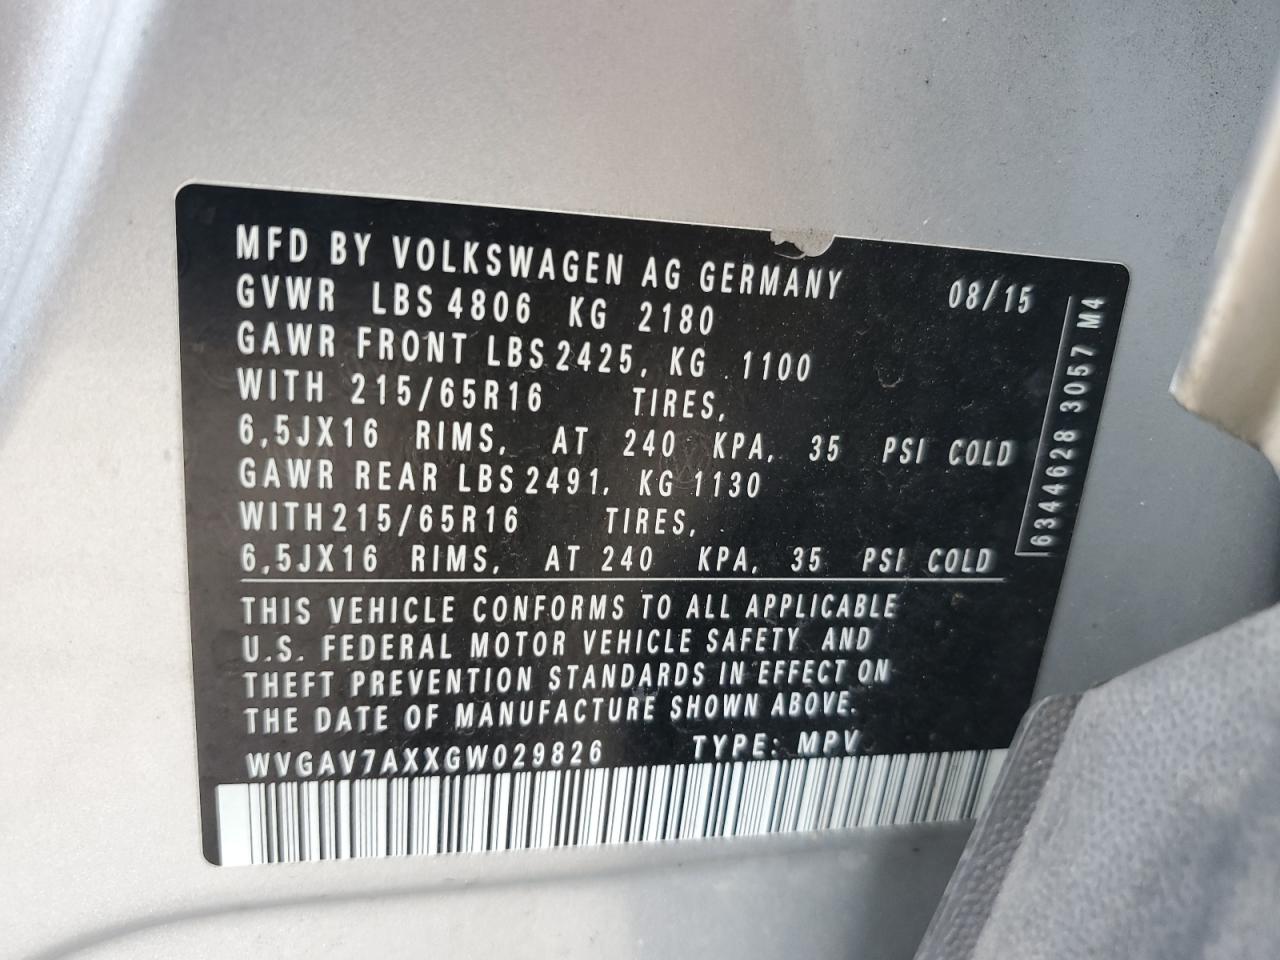 MFD BY VOLKSWAGEN AG GERMANY 08/15
GVWR LBS 4806 KG 2180
GAWR FRONT LBS 2425, KG 1100
WITH 215/65R16 TIRES,
6,5JX16 RIMS, AT 240 KPA, 35 PSI COLD
GAWR REAR LBS 2491, KG 1130
WITH 215/65R16 TIRES,
6,5JX16 RIMS, AT 240 KPA, 35 PSI COLD
THIS VEHICLE CONFORMS TO ALL APPLICABLE
U.S. FEDERAL MOTOR VEHICLE SAFETY AND
THEFT PREVENTION STANDARDS IN EFFECT ON
THE DATE OF MANUFACTURE SHOWN ABOVE.
WVGAV7AXXGW029826 TYPE: MPV
6344628 3057 M4